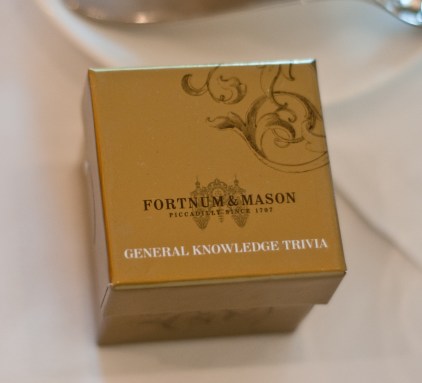 FORTNUM & MASON
PICCADILLY SINCE 1707
GENERAL KNOWLEDGE TRIVIA